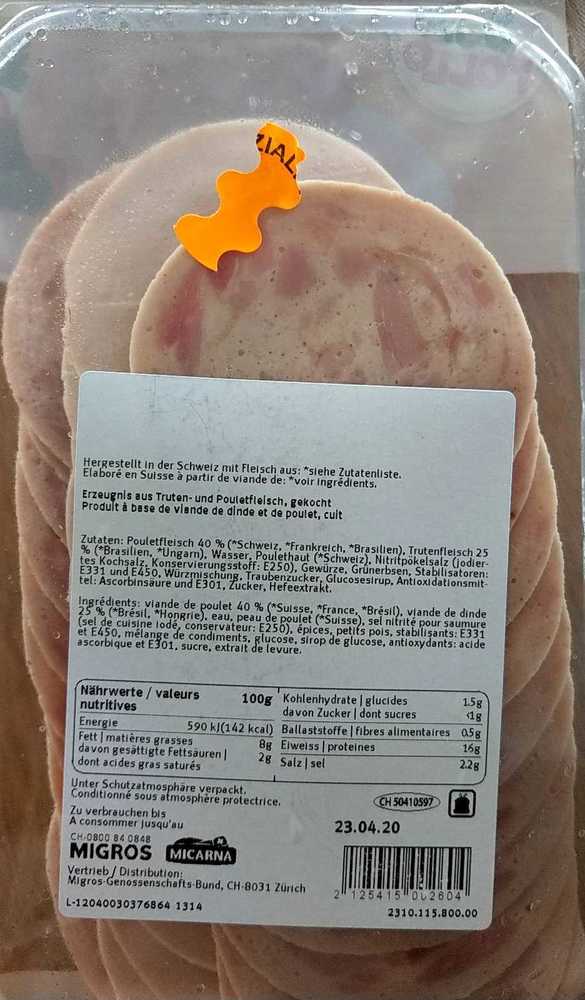 ZIAL
Hergestellt in der Schweiz mit Fleisch aus: *siehe Zutatenliste.
Elaboré en Suisse à partir de viande de: *voir ingrédients.
Erzeugnis aus Truten- und Pouletfleisch, gekocht
Produit à base de viande de dinde et de poulet, cuit
Zutaten: Pouletfleisch 40 % (*Schweiz, *Frankreich, *Brasilien), Trutenfleisch 25
% (*Brasilien, *Ungarn), Wasser, Poulethaut (*Schweiz), Nitritpökelsalz (jodier-
tes Kochsalz, Konservierungsstoff: E250), Gewürze, Grünerbsen, Stabilisatoren:
E331 und E450, Würzmischung, Traubenzucker, Glucosesirup, Antioxidationsmit-
tel: Ascorbinsäure und E301, Zucker, Hefeextrakt.
Ingrédients: viande de poulet 40 % (*Suisse, *France, *Brésil), viande de dinde
25 % (*Brésil, *Hongrie), eau, peau de poulet (*Suisse), sel nitrité pour saumure
(sel de cuisine iodé, conservateur: E250), épices, petits pois, stabilisants: E331
et E450, mélange de condiments, glucose, sirop de glucose, antioxydants: acide
ascorbique et E301, sucre, extrait de levure.
Nährwerte / valeurs 100g
nutritives
Energie 590 kJ(142 kcal)
Fett | matières grasses 8g
davon gesättigte Fettsäuren | 2g
dont acides gras saturés
Kohlenhydrate | glucides 1.5g
davon Zucker | dont sucres <1g
Ballaststoffe | fibres alimentaires 0.5g
Eiweiss | proteines 16g
Salz | sel 2.2g
Unter Schutzatmosphäre verpackt.
Conditionné sous atmosphère protectrice.
CH 50410597
Zu verbrauchen bis
A consommer jusqu'au
23.04.20
CH-0800 84 0848
MIGROS MICARNA
Vertrieb / Distribution:
Migros-Genossenschafts-Bund, CH-8031 Zürich
2 125415 002604
L-12040030376864 1314
2310.115.800.00